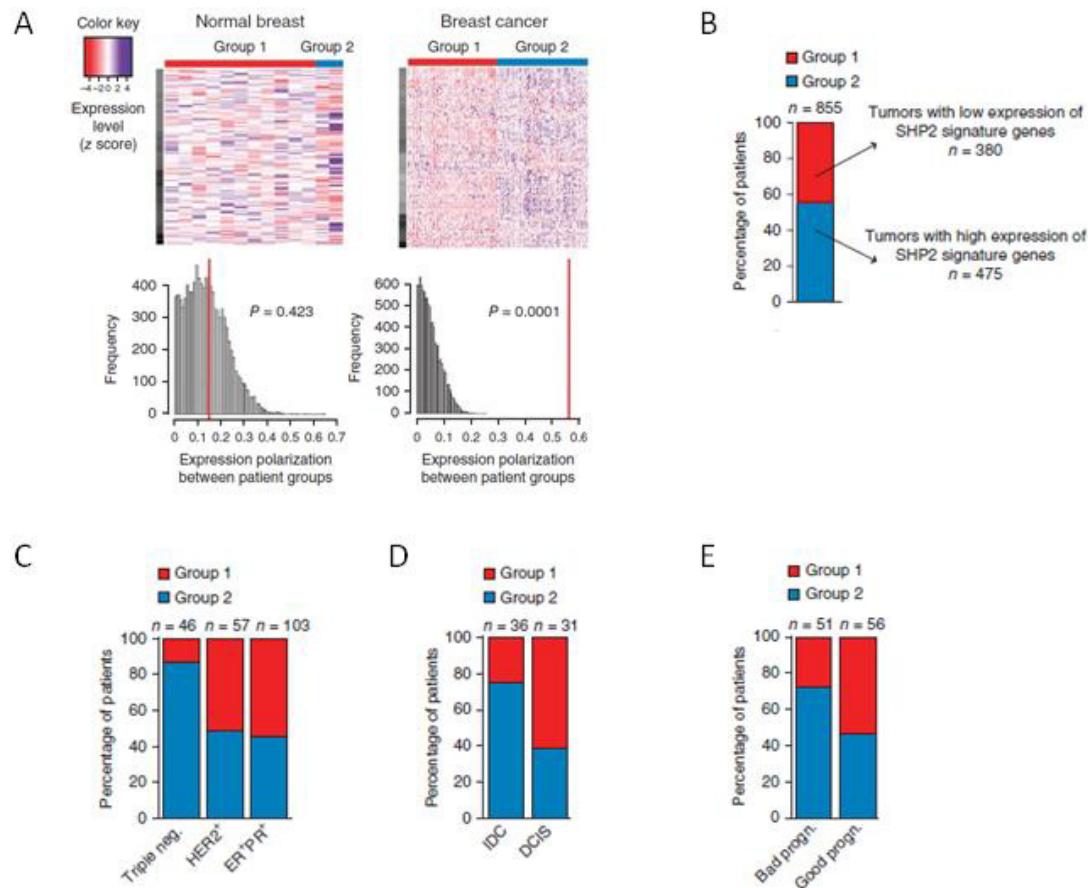 A
Color key
−4−2 0 2 4
Expression
level
(z score)
Normal breast
Group 1
Group 2
Breast cancer
Group 1
Group 2
400
300
200
100
0
Frequency
P = 0.423
0 0.1 0.2 0.3 0.4 0.5 0.6 0.7
Expression polarization
between patient groups
600
500
400
300
200
100
0
Frequency
P = 0.0001
0 0.1 0.2 0.3 0.4 0.5 0.6
Expression polarization
between patient groups
B
Group 1
Group 2
n = 855
100
80
60
40
20
0
Percentage of patients
Tumors with low expression of
SHP2 signature genes
n = 380
Tumors with high expression of
SHP2 signature genes
n = 475
C
Group 1
Group 2
n = 46 n = 57 n = 103
100
80
60
40
20
0
Percentage of patients
Triple neg.
HER2+
ER+PR+
D
Group 1
Group 2
n = 36 n = 31
100
80
60
40
20
0
Percentage of patients
IDC
DCIS
E
Group 1
Group 2
n = 51 n = 56
100
80
60
40
20
0
Percentage of patients
Bad progn.
Good progn.